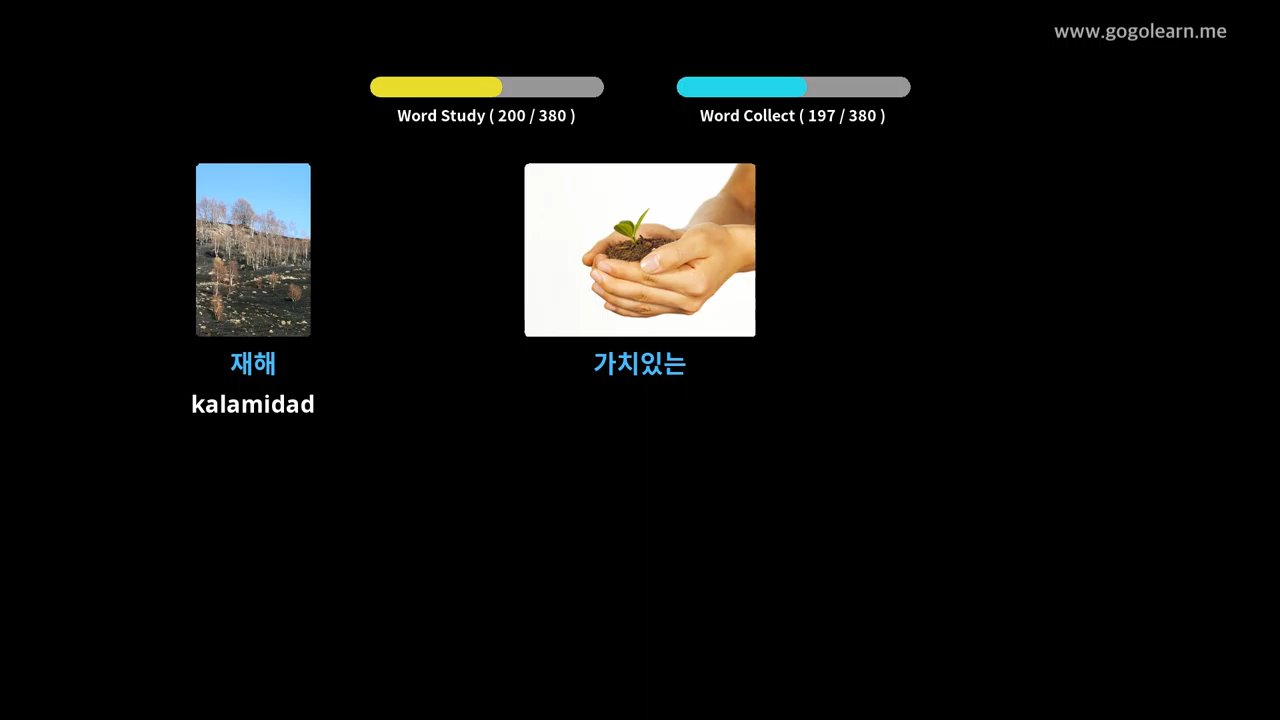 www.gogolearn.me
Word Study ( 200 / 380 )
Word Collect ( 197 / 380 )
재해
가치있는
kalamidad